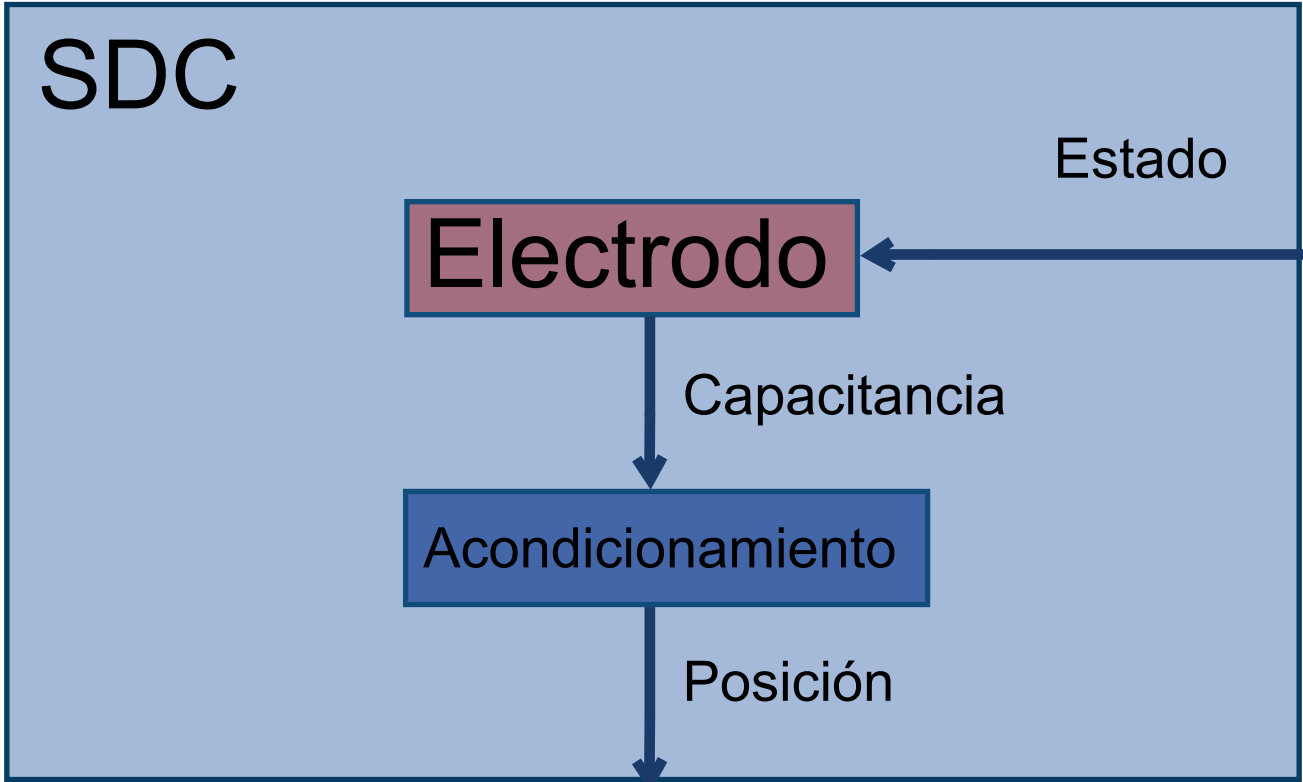 SDC
Estado
Electrodo
Capacitancia
Acondicionamiento
Posición